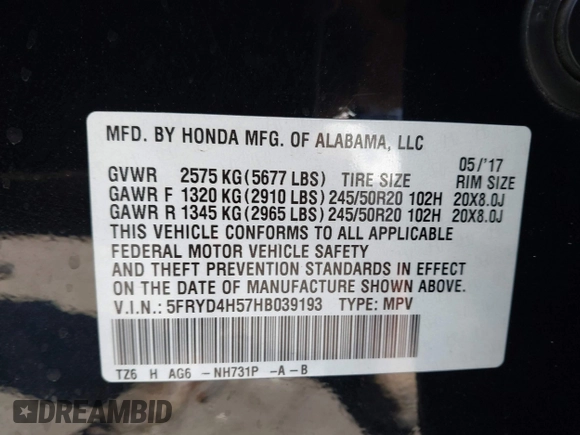 MFD. BY HONDA MFG. OF ALABAMA, LLC
05/'17
GVWR 2575 KG (5677 LBS) TIRE SIZE RIM SIZE
GAWR F 1320 KG (2910 LBS) 245/50R20 102H 20X8.0J
GAWR R 1345 KG (2965 LBS) 245/50R20 102H 20X8.0J
THIS VEHICLE CONFORMS TO ALL APPLICABLE
FEDERAL MOTOR VEHICLE SAFETY
AND THEFT PREVENTION STANDARDS IN EFFECT
ON THE DATE OF MANUFACTURE SHOWN ABOVE.
V.I.N.: 5FRYD4H57HB039193 TYPE: MPV
TZ6 H AG6 -NH731P -A-B
DREAMBID